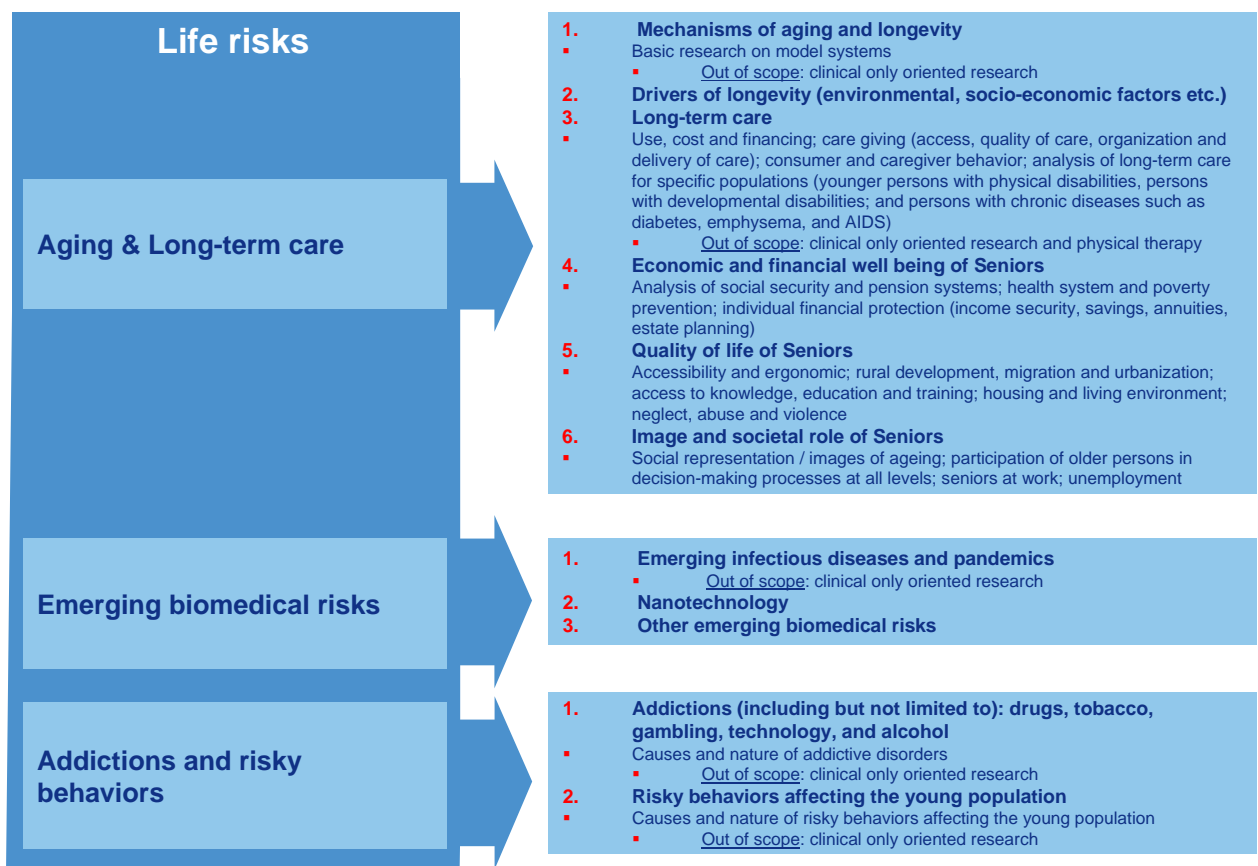 Life risks
Aging & Long-term care
1. Mechanisms of aging and longevity
▪ Basic research on model systems
▪ Out of scope: clinical only oriented research
2. Drivers of longevity (environmental, socio-economic factors etc.)
3. Long-term care
▪ Use, cost and financing; care giving (access, quality of care, organization and
delivery of care); consumer and caregiver behavior; analysis of long-term care
for specific populations (younger persons with physical disabilities, persons
with developmental disabilities; and persons with chronic diseases such as
diabetes, emphysema, and AIDS)
▪ Out of scope: clinical only oriented research and physical therapy
4. Economic and financial well being of Seniors
▪ Analysis of social security and pension systems; health system and poverty
prevention; individual financial protection (income security, savings, annuities,
estate planning)
5. Quality of life of Seniors
▪ Accessibility and ergonomic; rural development, migration and urbanization;
access to knowledge, education and training; housing and living environment;
neglect, abuse and violence
6. Image and societal role of Seniors
▪ Social representation / images of ageing; participation of older persons in
decision-making processes at all levels; seniors at work; unemployment
Emerging biomedical risks
1. Emerging infectious diseases and pandemics
▪ Out of scope: clinical only oriented research
2. Nanotechnology
3. Other emerging biomedical risks
Addictions and risky
behaviors
1. Addictions (including but not limited to): drugs, tobacco,
gambling, technology, and alcohol
▪ Causes and nature of addictive disorders
▪ Out of scope: clinical only oriented research
2. Risky behaviors affecting the young population
▪ Causes and nature of risky behaviors affecting the young population
▪ Out of scope: clinical only oriented research